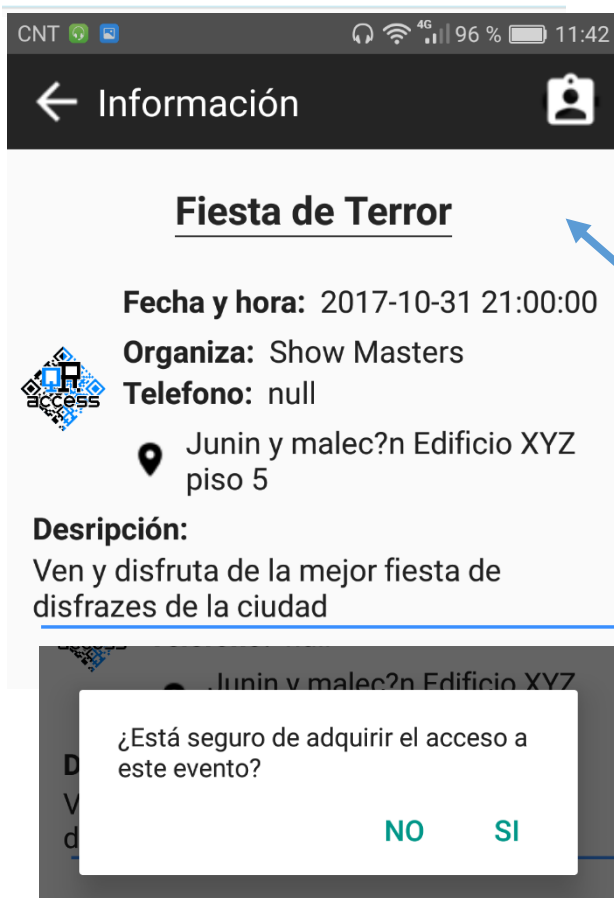 CNT 4G 96 % 11:42
Información
Fiesta de Terror
Fecha y hora: 2017-10-31 21:00:00
Organiza: Show Masters
QR
access
Telefono: null
Junin y malec?n Edificio XYZ
piso 5
Desripción:
Ven y disfruta de la mejor fiesta de
disfrazes de la ciudad
Junin y malec?n Edificio XYZ
¿Está seguro de adquirir el acceso a
este evento?
D
V
d
NO SI